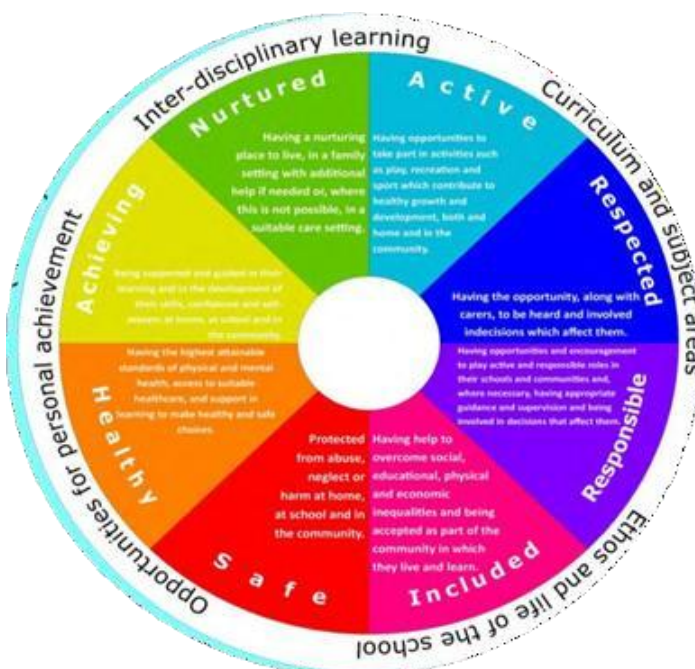 Inter-disciplinary learning
Curriculum and subject areas
Ethos and life of the school
Opportunities for personal achievement
Nurtured
Having a nurturing
place to live, in a family
setting with additional
help if needed or, where
this is not possible, in a
suitable care setting.
Active
Having opportunities to
take part in activities such
as play, recreation and
sport which contribute to
healthy growth and
development, both and
home and in the
community.
Respected
Having the opportunity, along with
carers, to be heard and involved
indecisions which affect them.
Responsible
Having opportunities and encouragement
to play active and responsible roles in
their schools and communities and,
where necessary, having appropriate
guidance and supervision and being
involved in decisions that affect them.
Included
Having help to
overcome social,
educational, physical
and economic
inequalities and being
accepted as part of the
community in which
they live and learn.
Safe
Protected
from abuse,
neglect or
harm at home,
at school and in
the community.
Healthy
Having the highest attainable
standards of physical and mental
health, access to suitable
healthcare, and support in
learning to make healthy and safe
choices.
Achieving
Being supported and guided in their
learning and in the development of
their skills, confidence and self-
esteem at home, at school and in
the community.